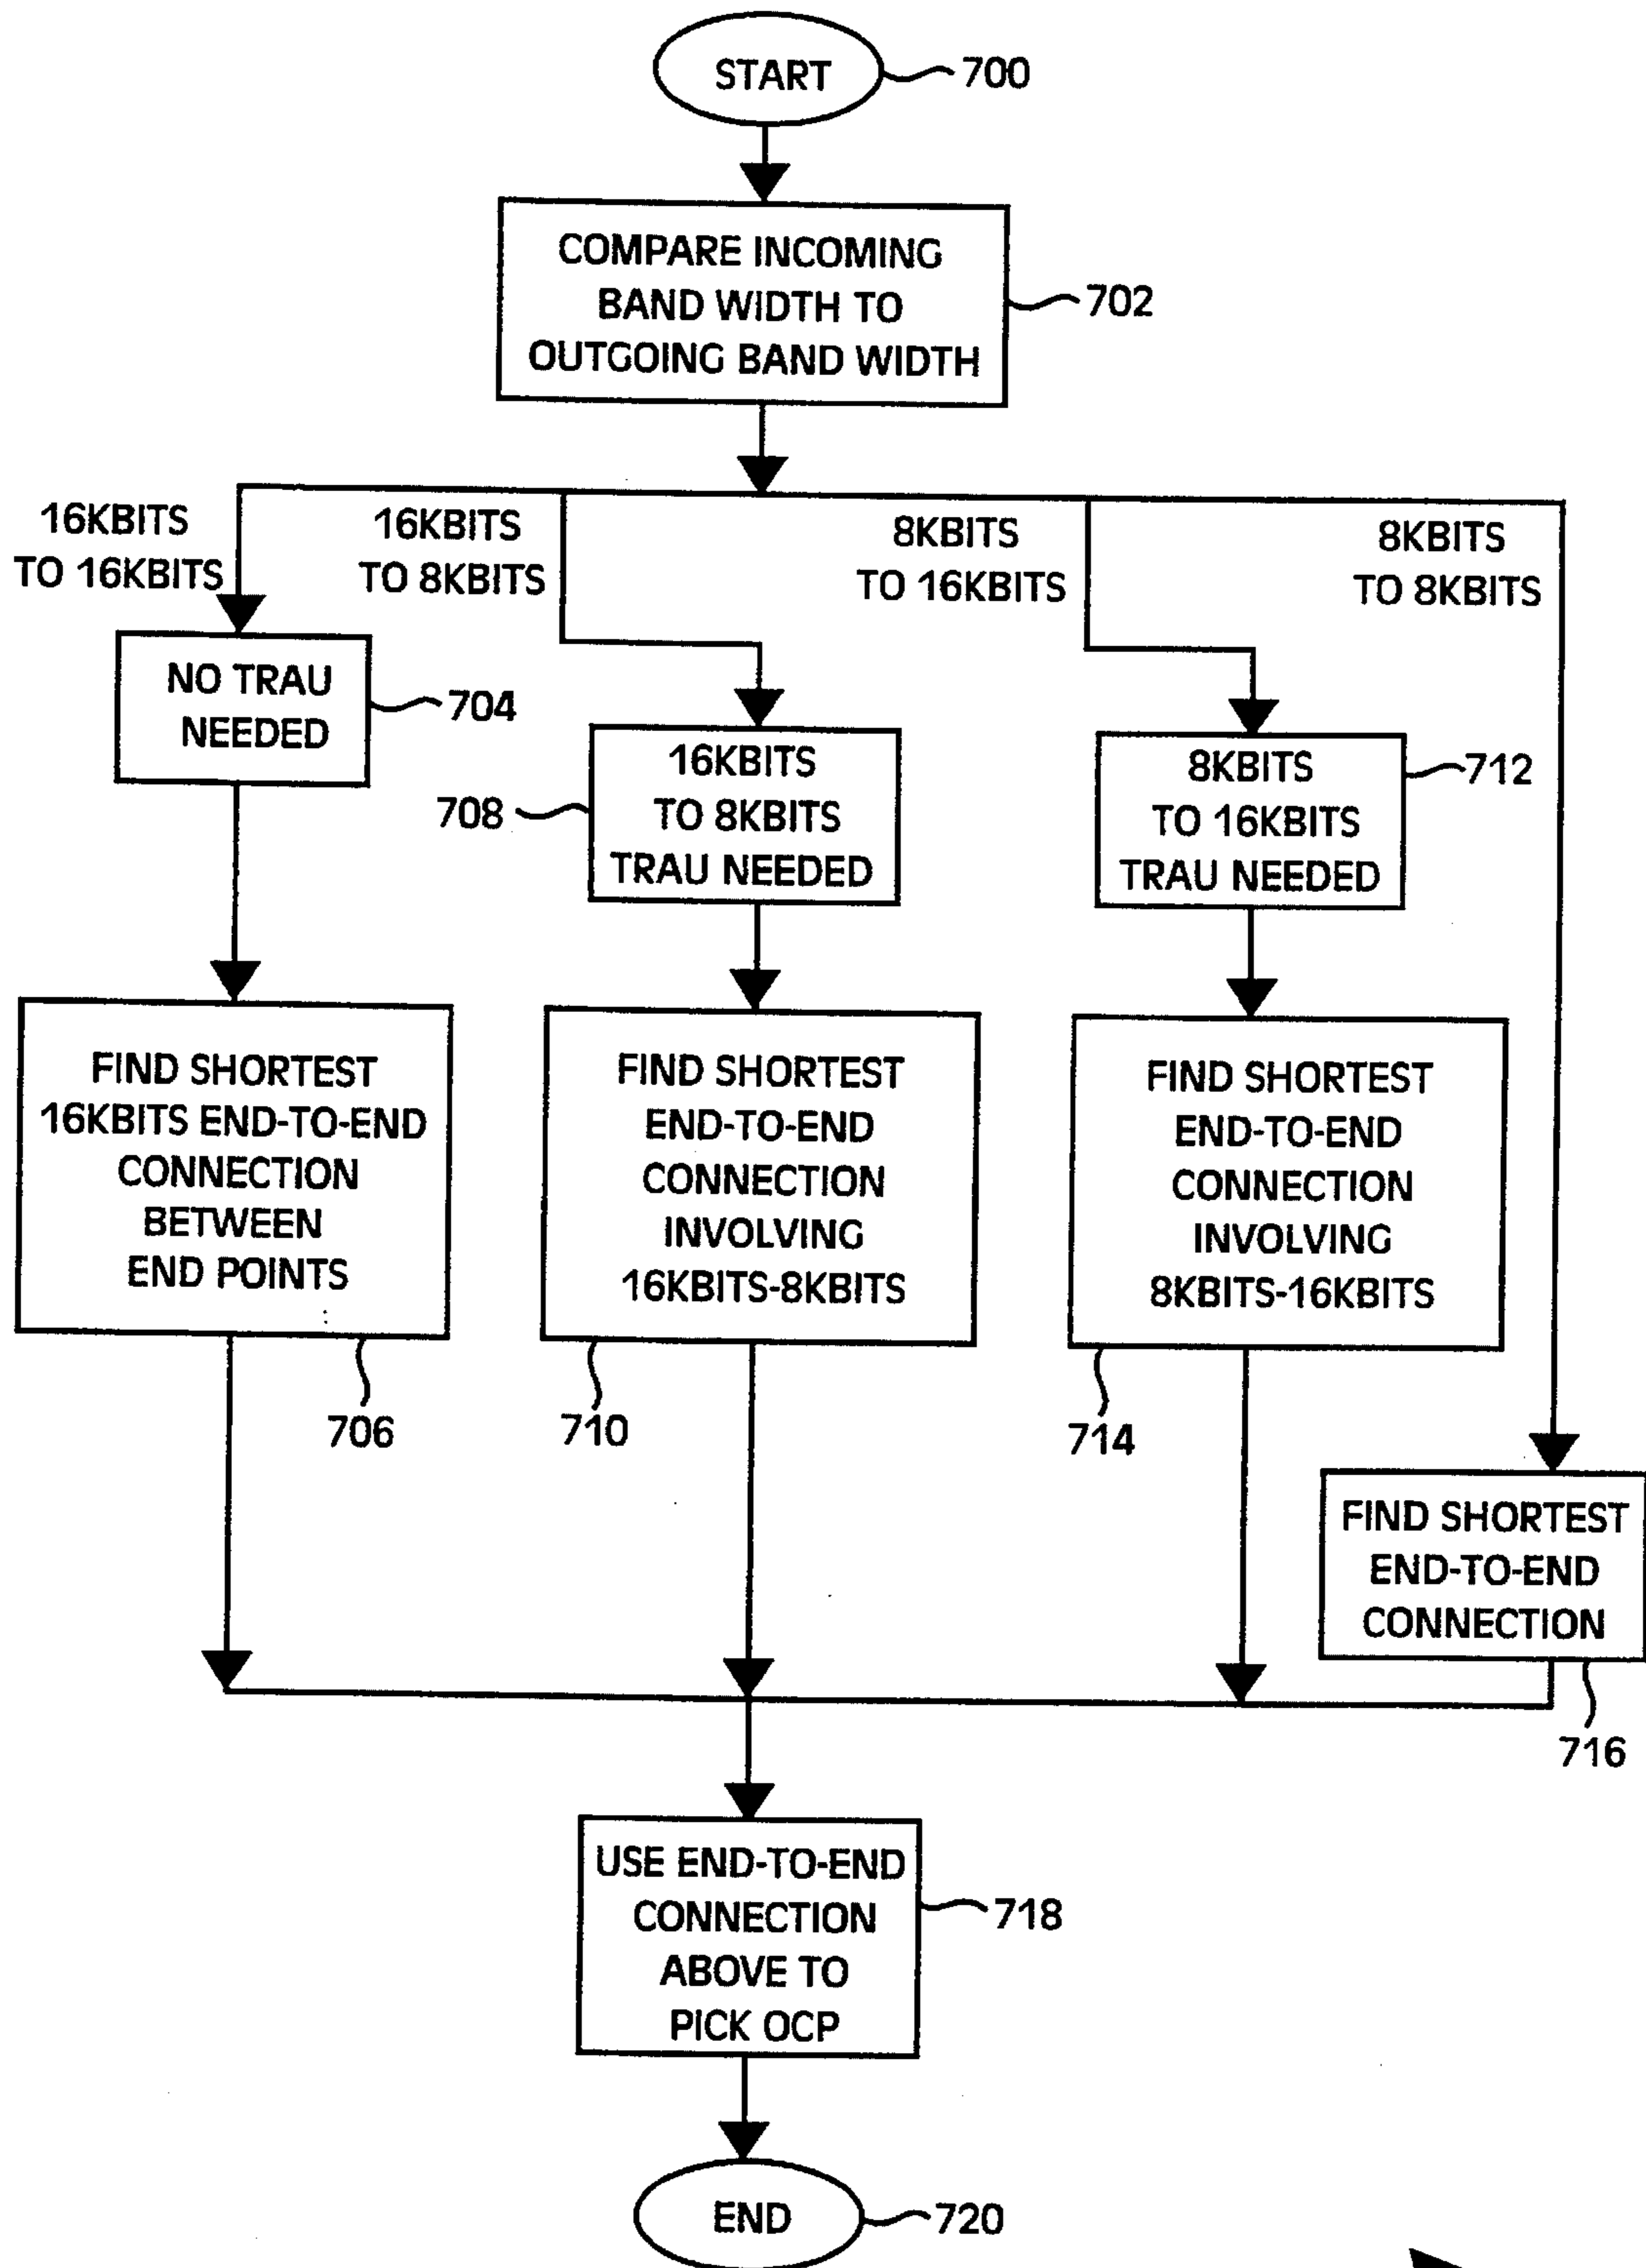 START
700
COMPARE INCOMING
BAND WIDTH TO
OUTGOING BAND WIDTH
702
16KBITS
TO 16KBITS
16KBITS
TO 8KBITS
8KBITS
TO 16KBITS
8KBITS
TO 8KBITS
NO TRAU
NEEDED
704
16KBITS
TO 8KBITS
TRAU NEEDED
708
8KBITS
TO 16KBITS
TRAU NEEDED
712
FIND SHORTEST
16KBITS END-TO-END
CONNECTION
BETWEEN
END POINTS
706
FIND SHORTEST
END-TO-END
CONNECTION
INVOLVING
16KBITS-8KBITS
710
FIND SHORTEST
END-TO-END
CONNECTION
INVOLVING
8KBITS-16KBITS
714
FIND SHORTEST
END-TO-END
CONNECTION
716
USE END-TO-END
CONNECTION
ABOVE TO
PICK OCP
718
END
720